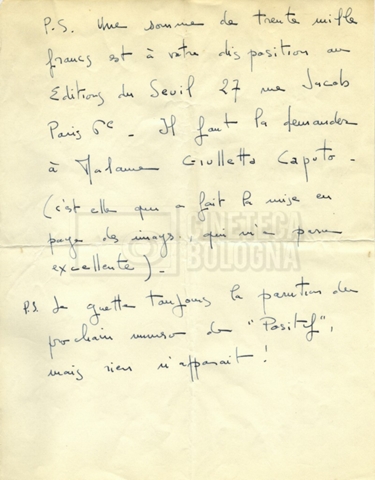 P.S. Une somme de trente mille
francs est à votre disposition au
Editions du Seuil 27 rue Jacob
Paris 6e - Il faut la demander
à Madame Giulietta Caputo -
(c'est elle qui a fait la mise en
page des images, qui m'a paru
excellente).
P.S. Je guette toujours la parution du
prochain numero de "Positif",
mais rien n'apparait !
CINETECA
BOLOGNA